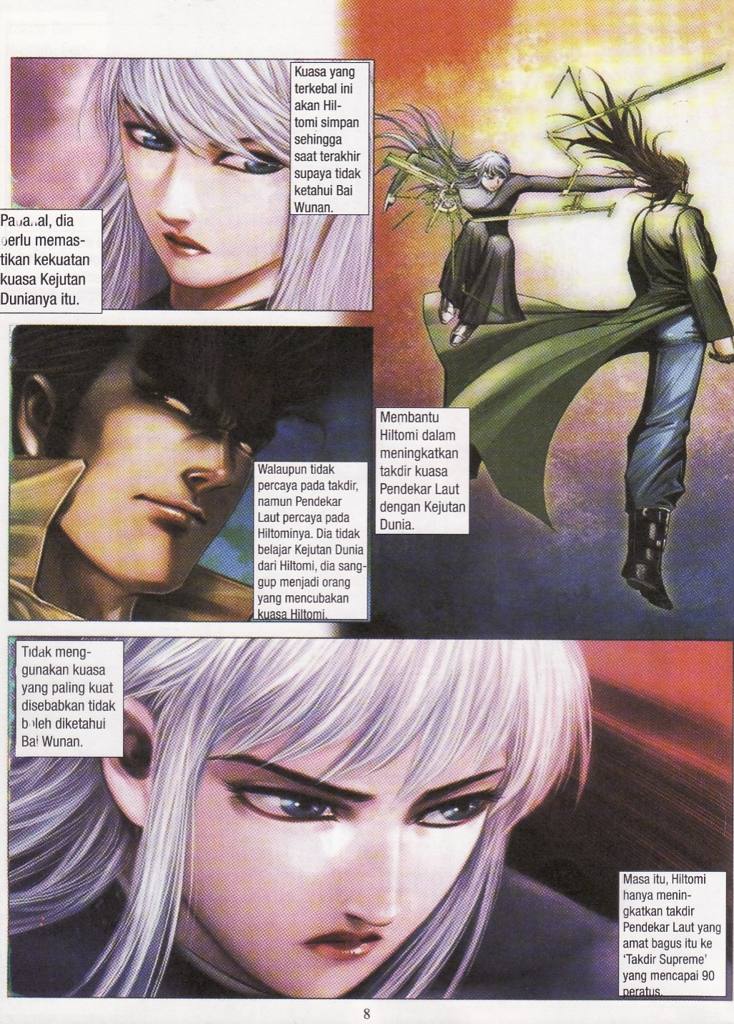 Kuasa yang
terkebal ini
akan Hil-
tomi simpan
sehingga
saat terakhir
supaya tidak
ketahui Bai
Wunan.
Padahal, dia
perlu memas-
tikan kekuatan
kuasa Kejutan
Dunianya itu.
Membantu
Hiltomi dalam
meningkatkan
takdir kuasa
Pendekar Laut
dengan Kejutan
Dunia.
Walaupun tidak
percaya pada takdir,
namun Pendekar
Laut percaya pada
Hiltominya. Dia tidak
belajar Kejutan Dunia
dari Hiltomi, dia sang-
gup menjadi orang
yang mencubakan
kuasa Hiltomi.
Tidak meng-
gunakan kuasa
yang paling kuat
disebabkan tidak
boleh diketahui
Bai Wunan.
Masa itu, Hiltomi
hanya menin-
gkatkan takdir
Pendekar Laut yang
amat bagus itu ke
‘Takdir Supreme’
yang mencapai 90
peratus.
8